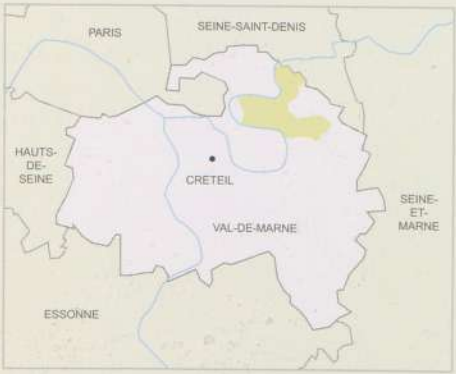 SEINE-SAINT-DENIS
PARIS
HAUTS-
DE-
SEINE
CRETEIL
SEINE-
ET-
MARNE
VAL-DE-MARNE
ESSONNE